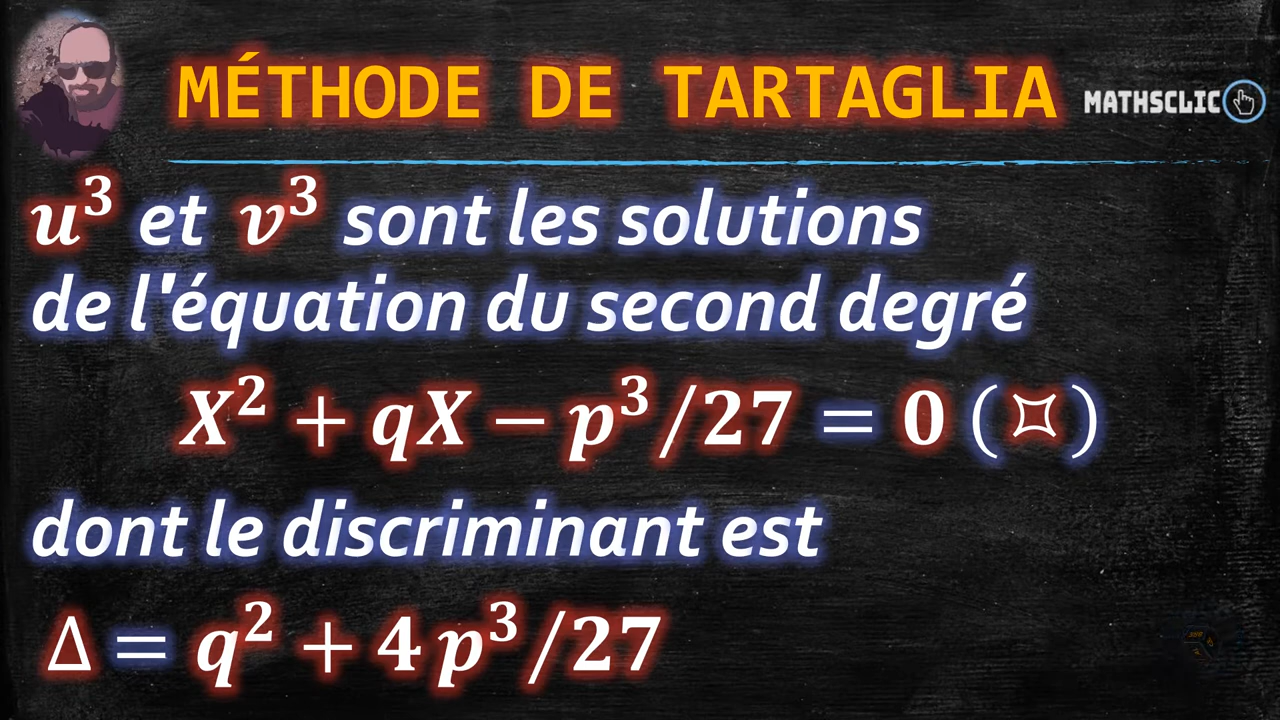 MÉTHODE DE TARTAGLIA
MATHSCLIC
u³ et v³ sont les solutions
de l'équation du second degré
X² + qX − p³/27 = 0 (⌑)
dont le discriminant est
Δ = q² + 4 p³/27